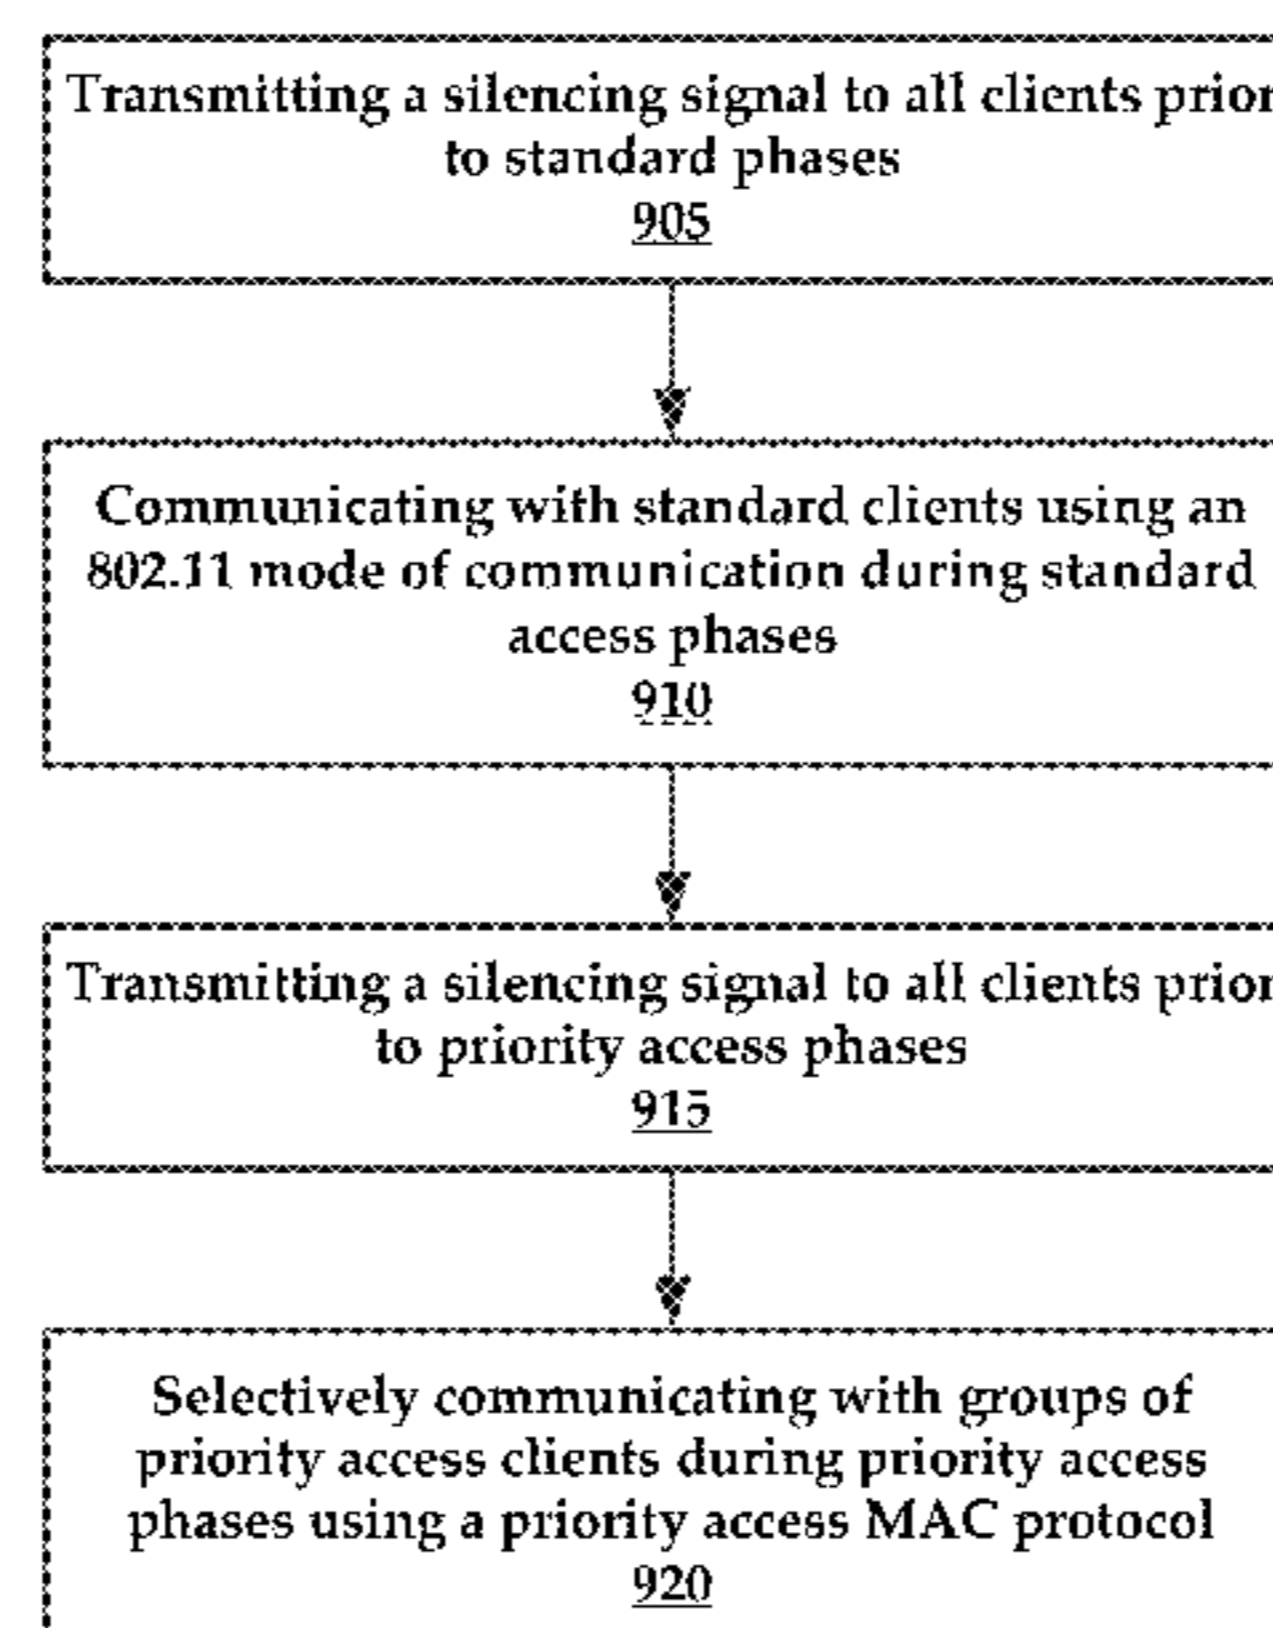 Transmitting a silencing signal to all clients prior
to standard phases
905
Communicating with standard clients using an
802.11 mode of communication during standard
access phases
910
Transmitting a silencing signal to all clients prior
to priority access phases
915
Selectively communicating with groups of
priority access clients during priority access
phases using a priority access MAC protocol
920